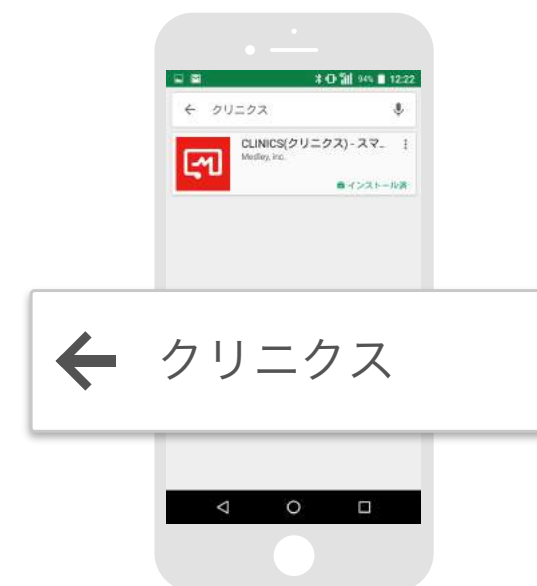 94% 12:22
← クリニクス
CLINICS(クリニクス) - スマ...
Medley, inc.
インストール済
← クリニクス